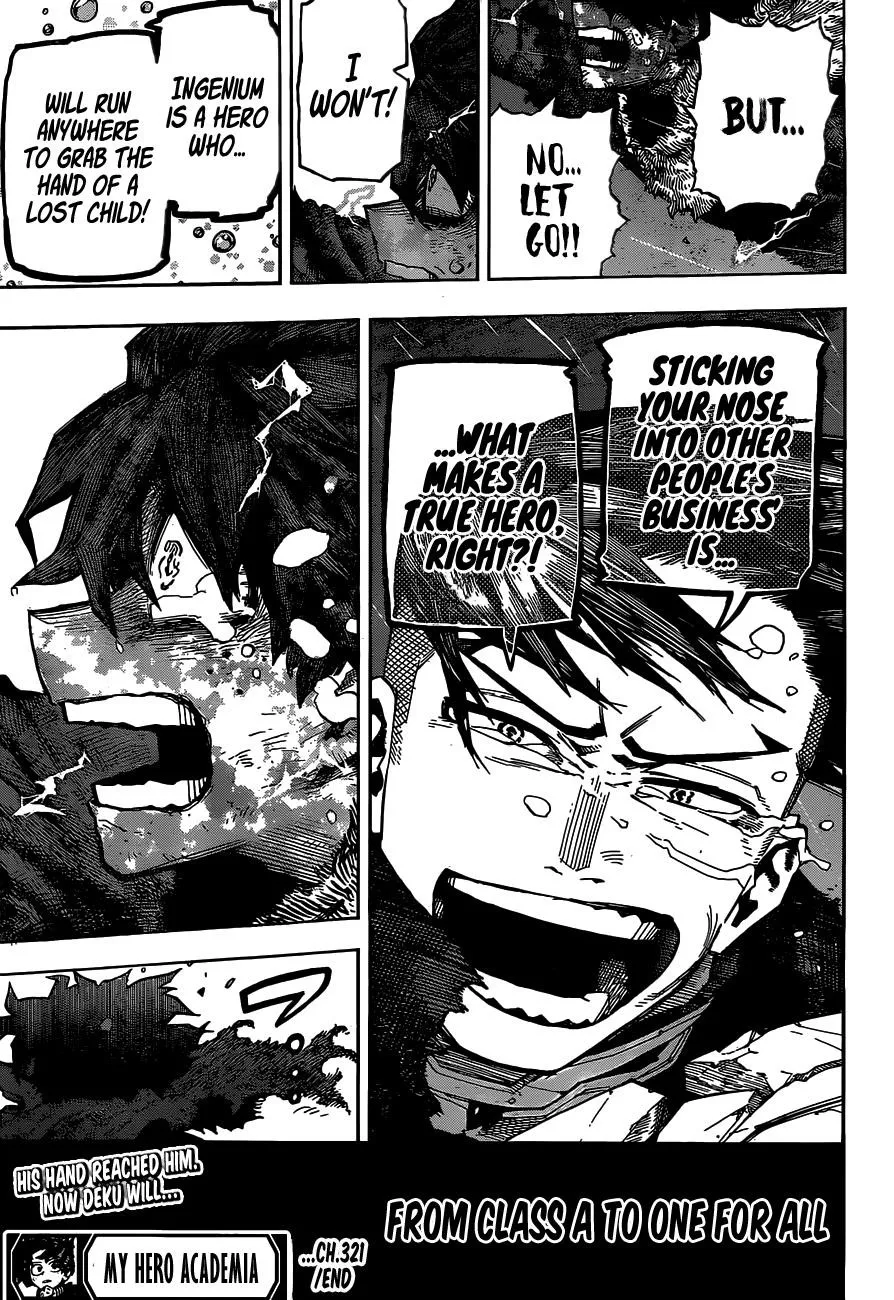 BUT...
NO...
LET
GO!!
I
WON'T!
INGENIUM
IS A HERO
WHO...
WILL RUN
ANYWHERE
TO GRAB THE
HAND OF A
LOST CHILD!
STICKING
YOUR NOSE
INTO OTHER
PEOPLE'S
BUSINESS
IS...
...WHAT
MAKES A
TRUE HERO,
RIGHT?!
HIS HAND REACHED HIM.
NOW DEKU WILL...
FROM CLASS A TO ONE FOR ALL
MY HERO ACADEMIA
...CH.321
/END